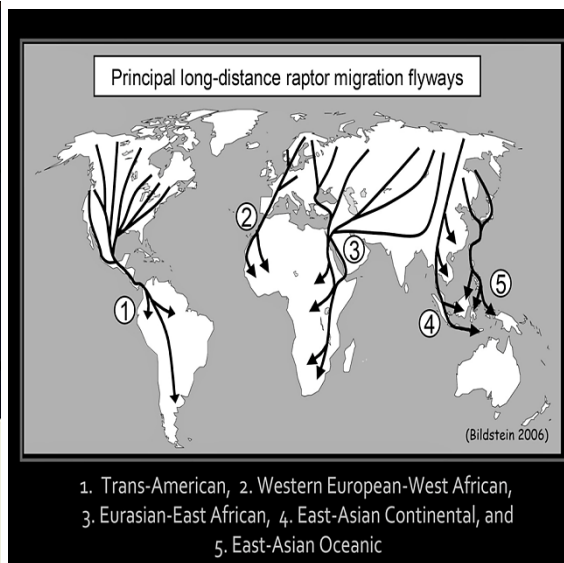 Principal long-distance raptor migration flyways
2
3
1
5
4
(Bildstein 2006)
1. Trans-American, 2. Western European-West African,
3. Eurasian-East African, 4. East-Asian Continental, and
5. East-Asian Oceanic